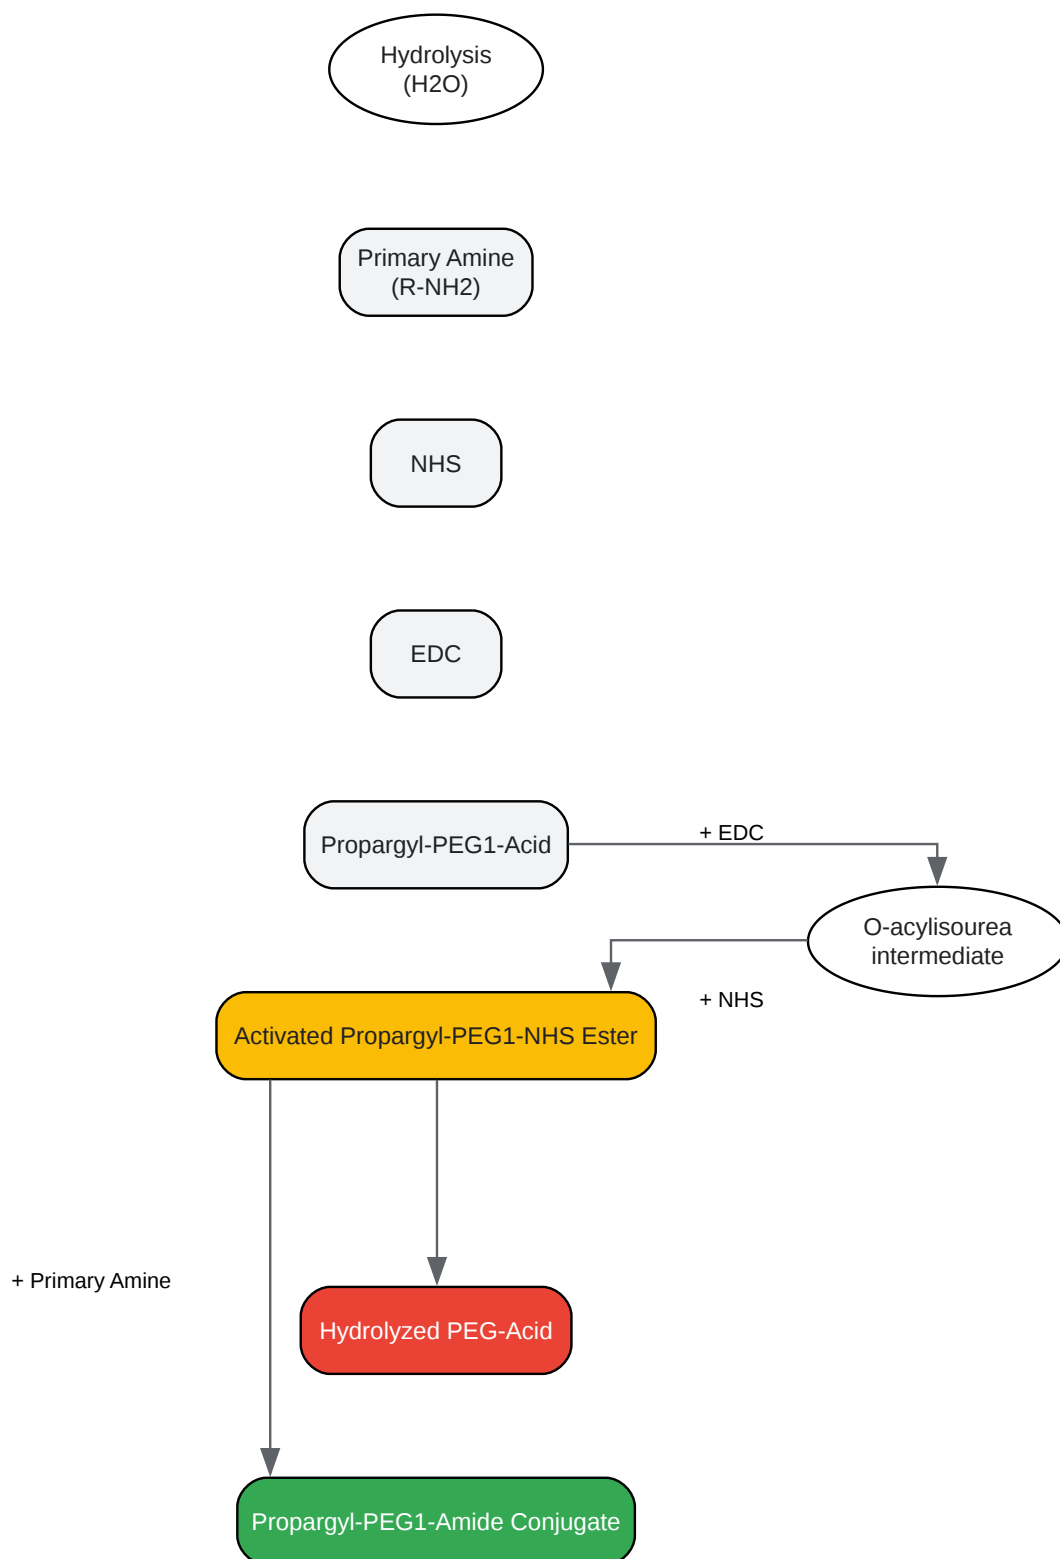 Hydrolysis
(H2O)
Primary Amine
(R-NH2)
NHS
EDC
Propargyl-PEG1-Acid
+ EDC
O-acylisourea
intermediate
+ NHS
Activated Propargyl-PEG1-NHS Ester
+ Primary Amine
Hydrolyzed PEG-Acid
Propargyl-PEG1-Amide Conjugate